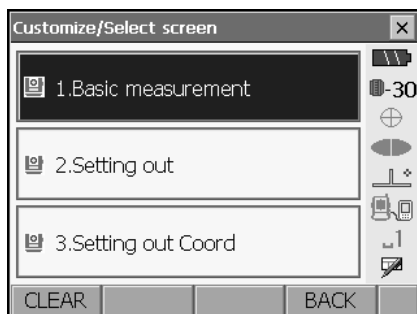 Customize/Select screen
1.Basic measurement
-30
2.Setting out
1
3.Setting out Coord
CLEAR
BACK